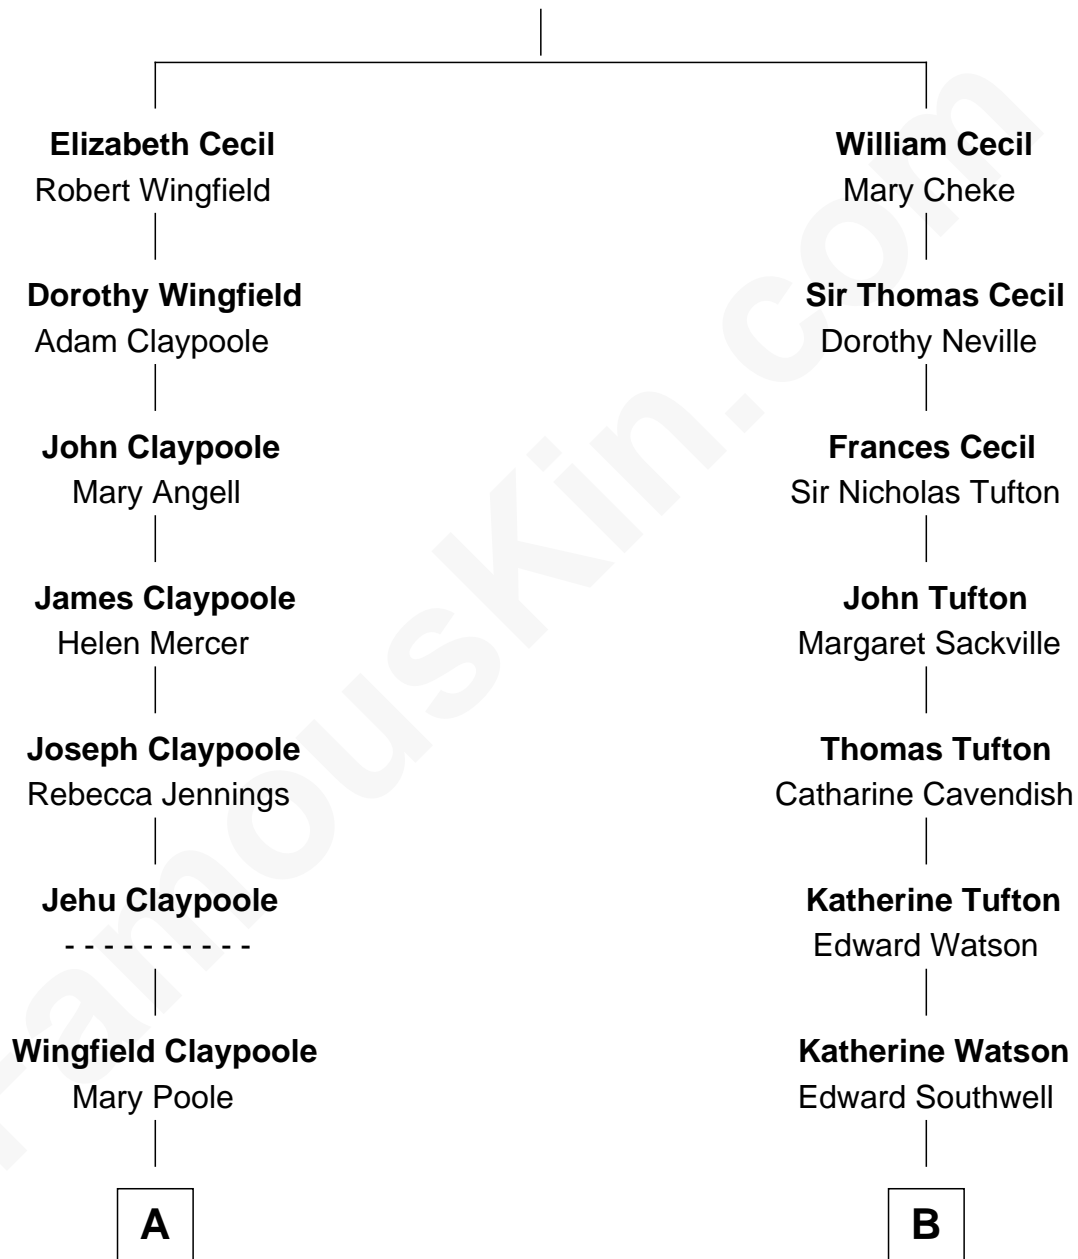 Elizabeth Cecil
Robert Wingfield
William Cecil
Mary Cheke
Dorothy Wingfield
Adam Claypoole
Sir Thomas Cecil
Dorothy Neville
John Claypoole
Mary Angell
Frances Cecil
Sir Nicholas Tufton
James Claypoole
Helen Mercer
John Tufton
Margaret Sackville
Joseph Claypoole
Rebecca Jennings
Thomas Tufton
Catharine Cavendish
Jehu Claypoole
- - - - - - - - - -
Katherine Tufton
Edward Watson
Wingfield Claypoole
Mary Poole
Katherine Watson
Edward Southwell
A
B
FamousKin.com